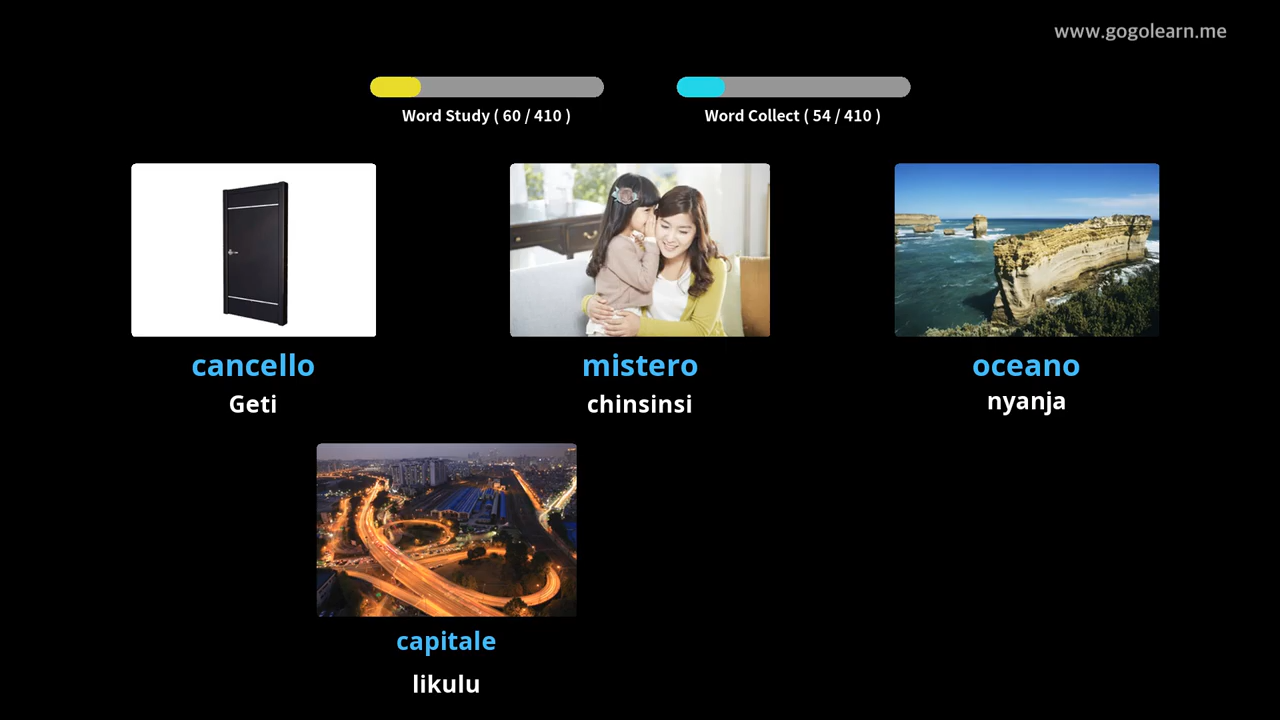 www.gogolearn.me
Word Study ( 60 / 410 )
Word Collect ( 54 / 410 )
cancello
Geti
mistero
chinsinsi
oceano
nyanja
capitale
likulu